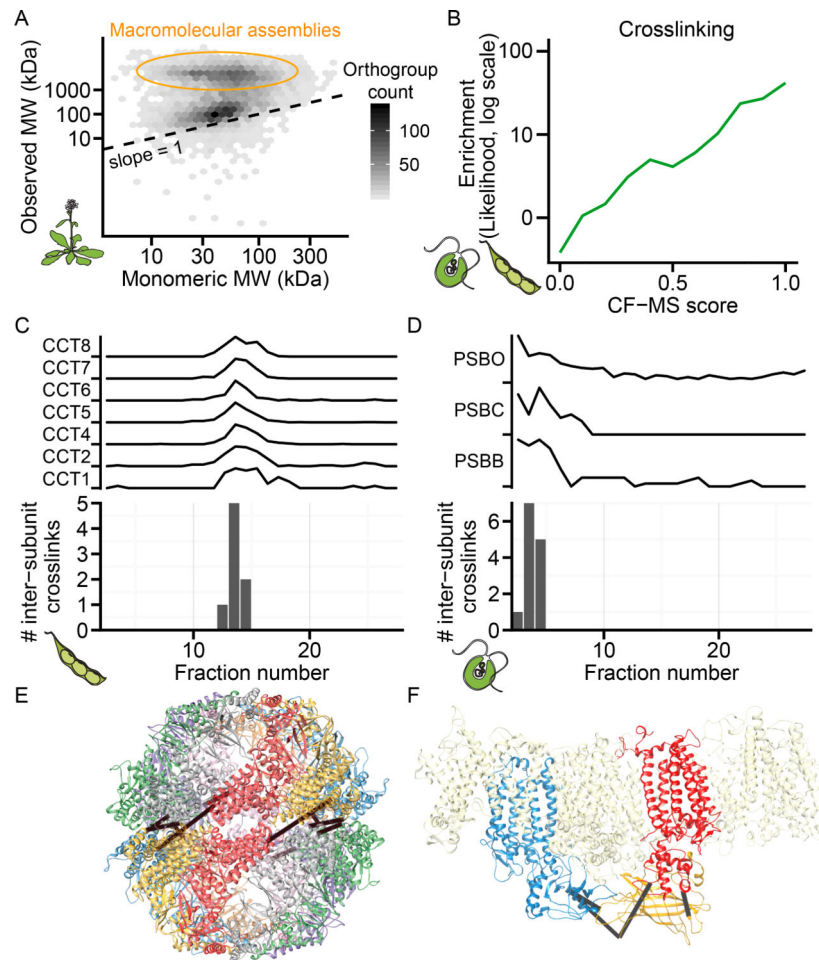 A
Macromolecular assemblies
Observed MW (kDa)
1000
100
10
slope = 1
10
30
100
300
Monomeric MW (kDa)
Orthogroup
count
100
50
B
Crosslinking
Enrichment
(Likelihood, log scale)
100
10
0
0.0
0.5
1.0
CF−MS score
C
CCT8
CCT7
CCT6
CCT5
CCT4
CCT2
CCT1
# inter−subunit
crosslinks
5
4
3
2
1
0
10
20
Fraction number
D
PSBO
PSBC
PSBB
# inter−subunit
crosslinks
6
4
2
0
10
20
Fraction number
E
F